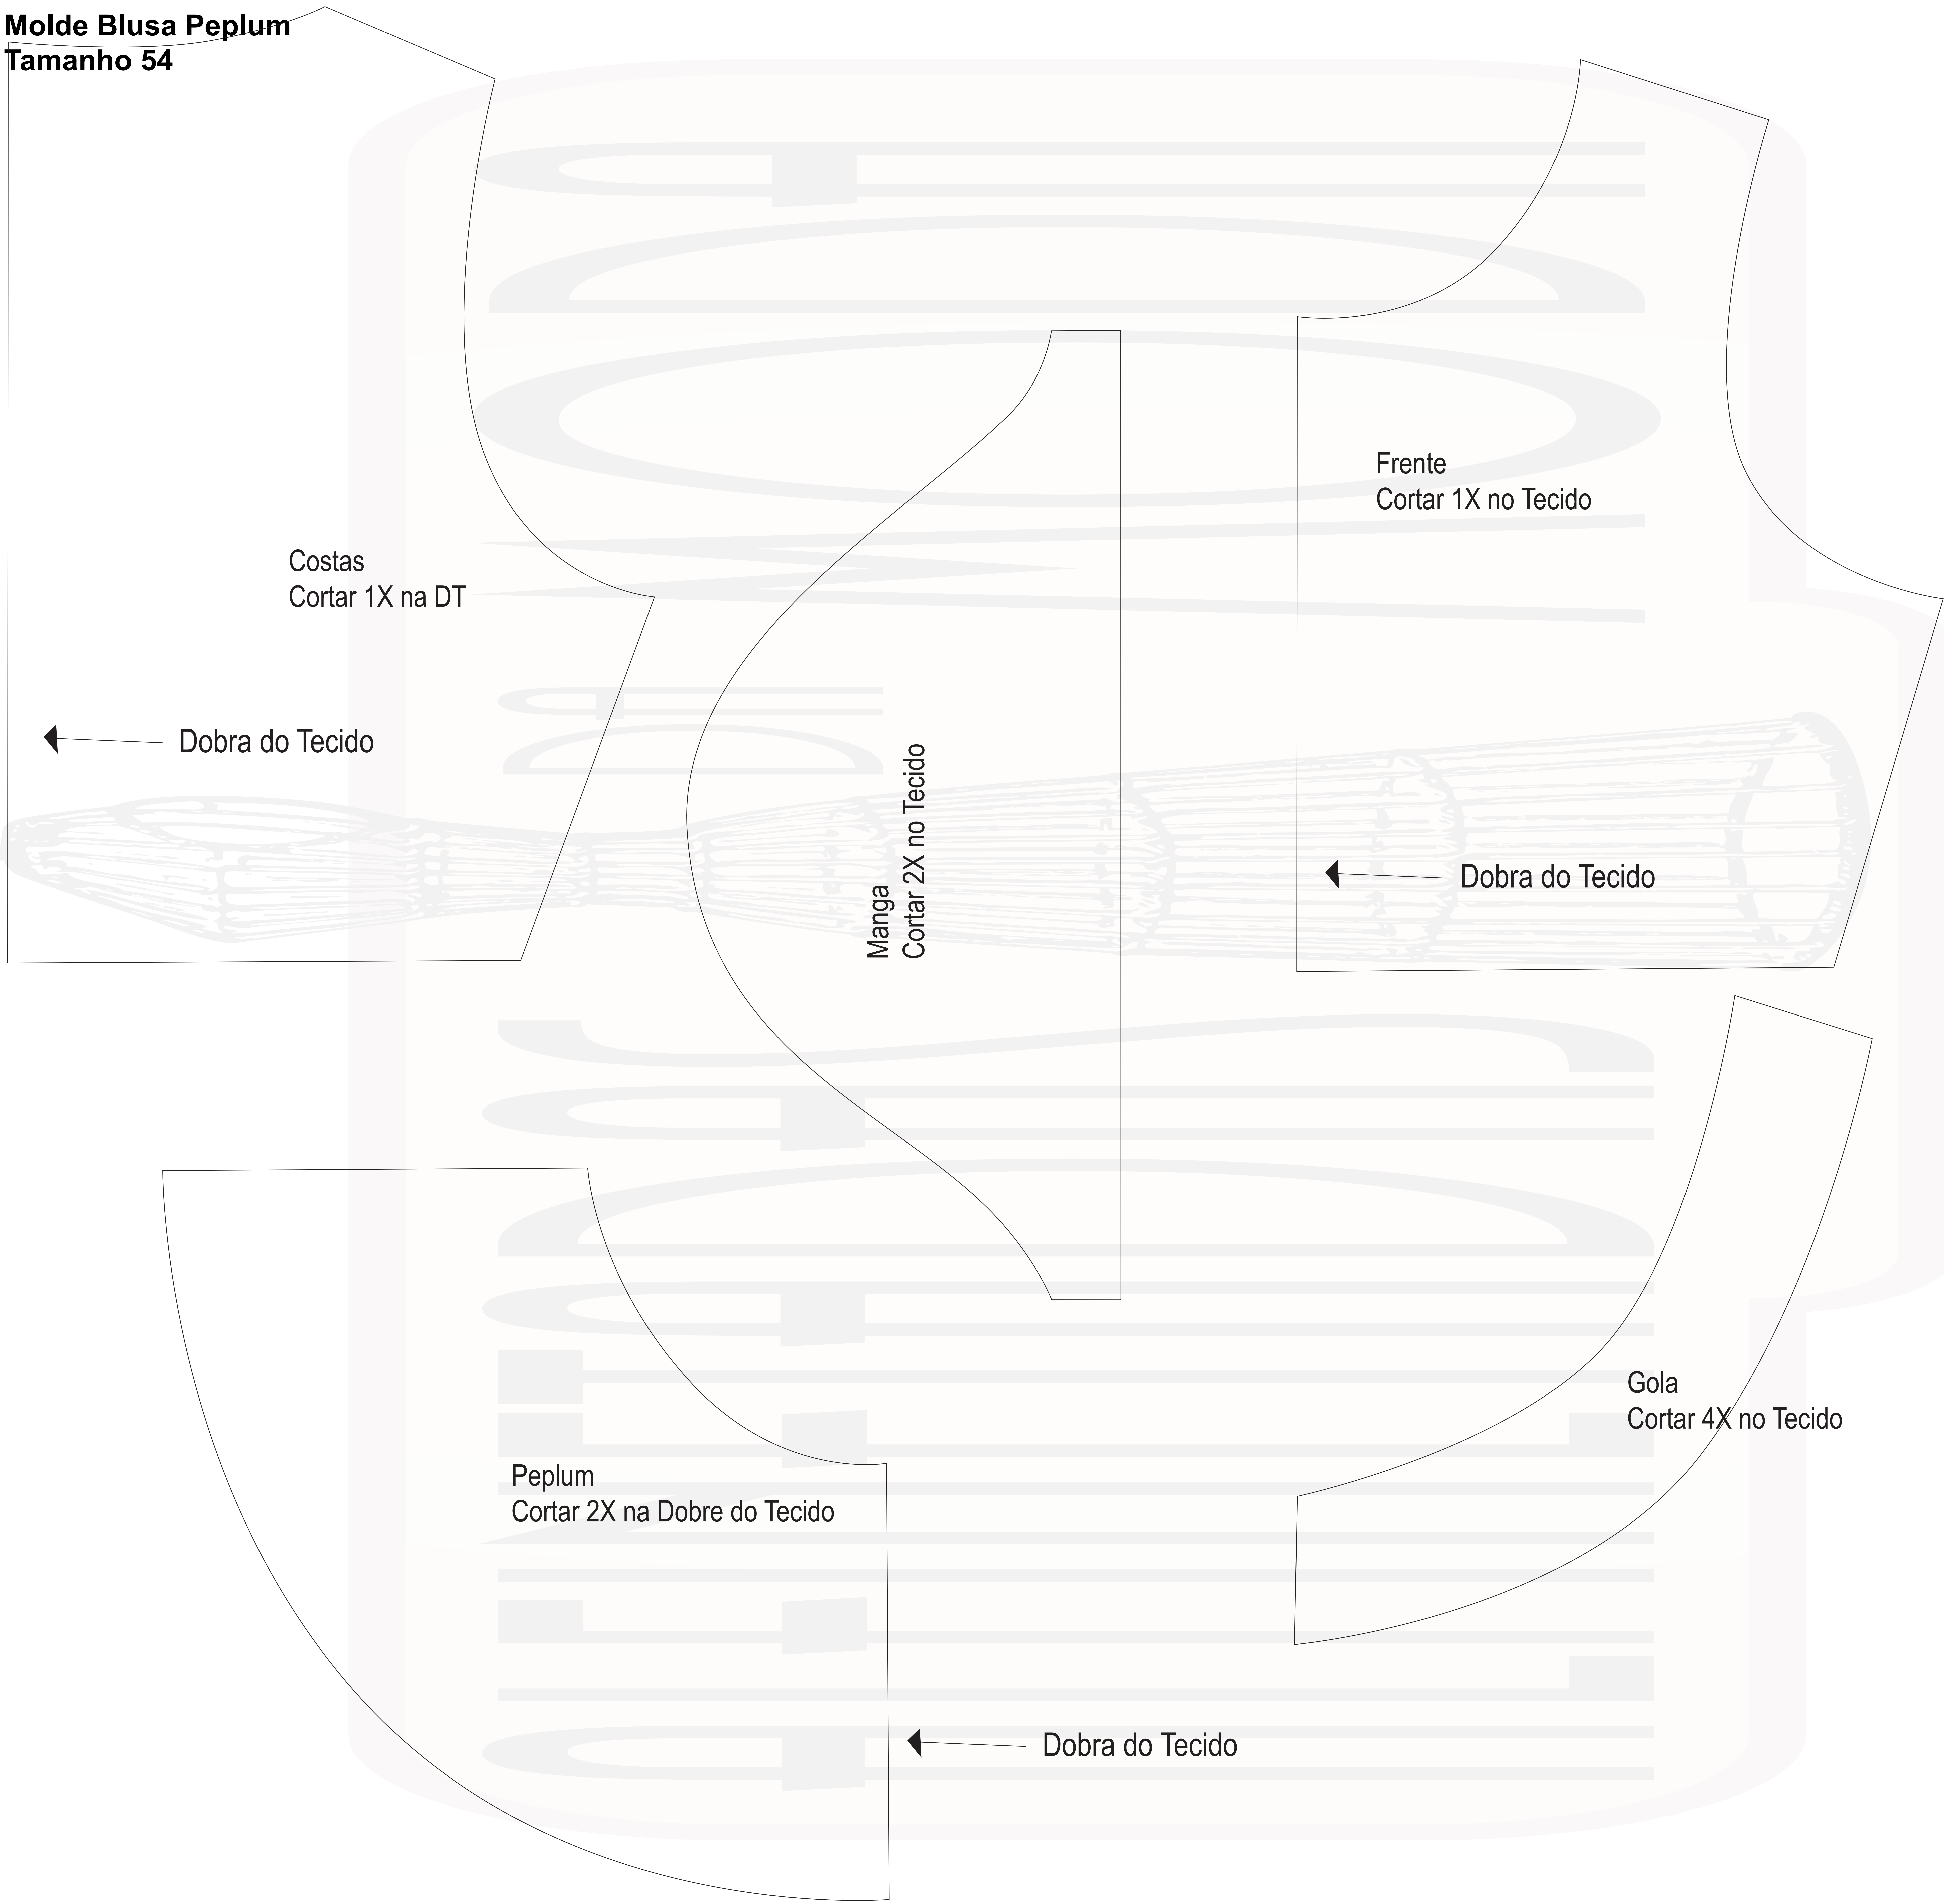 Molde Blusa Peplum
Tamanho 54
Costas
Cortar 1X na DT
Dobra do Tecido
Manga
Cortar 2X no Tecido
Frente
Cortar 1X no Tecido
Dobra do Tecido
Gola
Cortar 4X no Tecido
Peplum
Cortar 2X na Dobre do Tecido
Dobra do Tecido